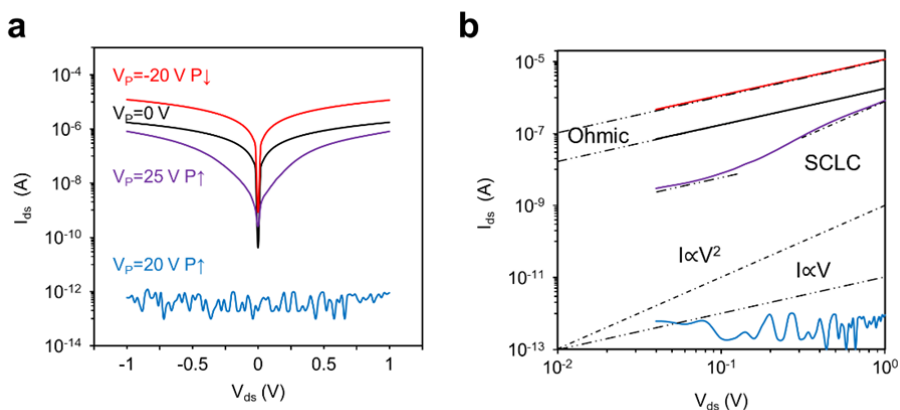 a
V_P=-20 V P↓
V_P=0 V
V_P=25 V P↑
V_P=20 V P↑
10⁻⁴
10⁻⁶
10⁻⁸
10⁻¹⁰
10⁻¹²
10⁻¹⁴
I_ds (A)
-1 -0.5 0 0.5 1
V_ds (V)
b
10⁻⁵
10⁻⁷
10⁻⁹
10⁻¹¹
10⁻¹³
I_ds (A)
Ohmic
SCLC
I∝V²
I∝V
10⁻² 10⁻¹ 10⁰
V_ds (V)